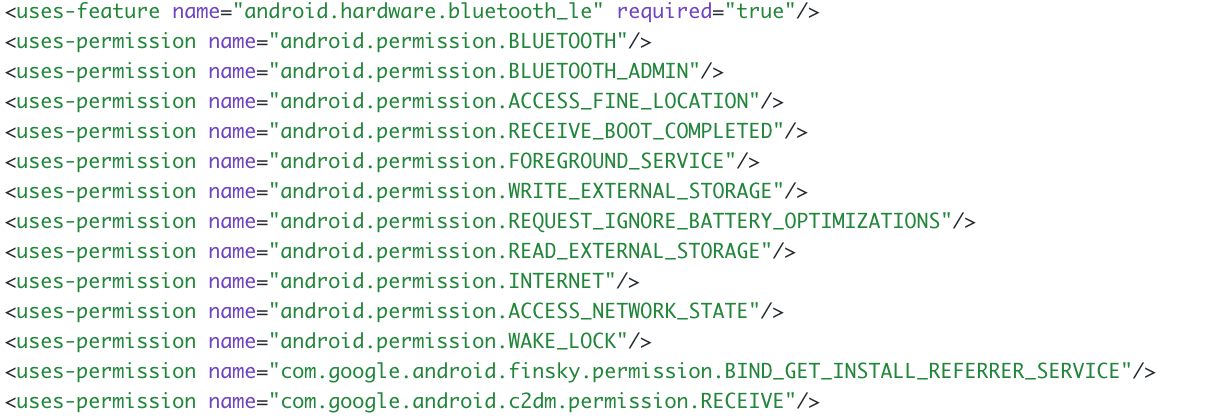 <uses-feature name="android.hardware.bluetooth_le" required="true"/>
<uses-permission name="android.permission.BLUETOOTH"/>
<uses-permission name="android.permission.BLUETOOTH_ADMIN"/>
<uses-permission name="android.permission.ACCESS_FINE_LOCATION"/>
<uses-permission name="android.permission.RECEIVE_BOOT_COMPLETED"/>
<uses-permission name="android.permission.FOREGROUND_SERVICE"/>
<uses-permission name="android.permission.WRITE_EXTERNAL_STORAGE"/>
<uses-permission name="android.permission.REQUEST_IGNORE_BATTERY_OPTIMIZATIONS"/>
<uses-permission name="android.permission.READ_EXTERNAL_STORAGE"/>
<uses-permission name="android.permission.INTERNET"/>
<uses-permission name="android.permission.ACCESS_NETWORK_STATE"/>
<uses-permission name="android.permission.WAKE_LOCK"/>
<uses-permission name="com.google.android.finsky.permission.BIND_GET_INSTALL_REFERRER_SERVICE"/>
<uses-permission name="com.google.android.c2dm.permission.RECEIVE"/>